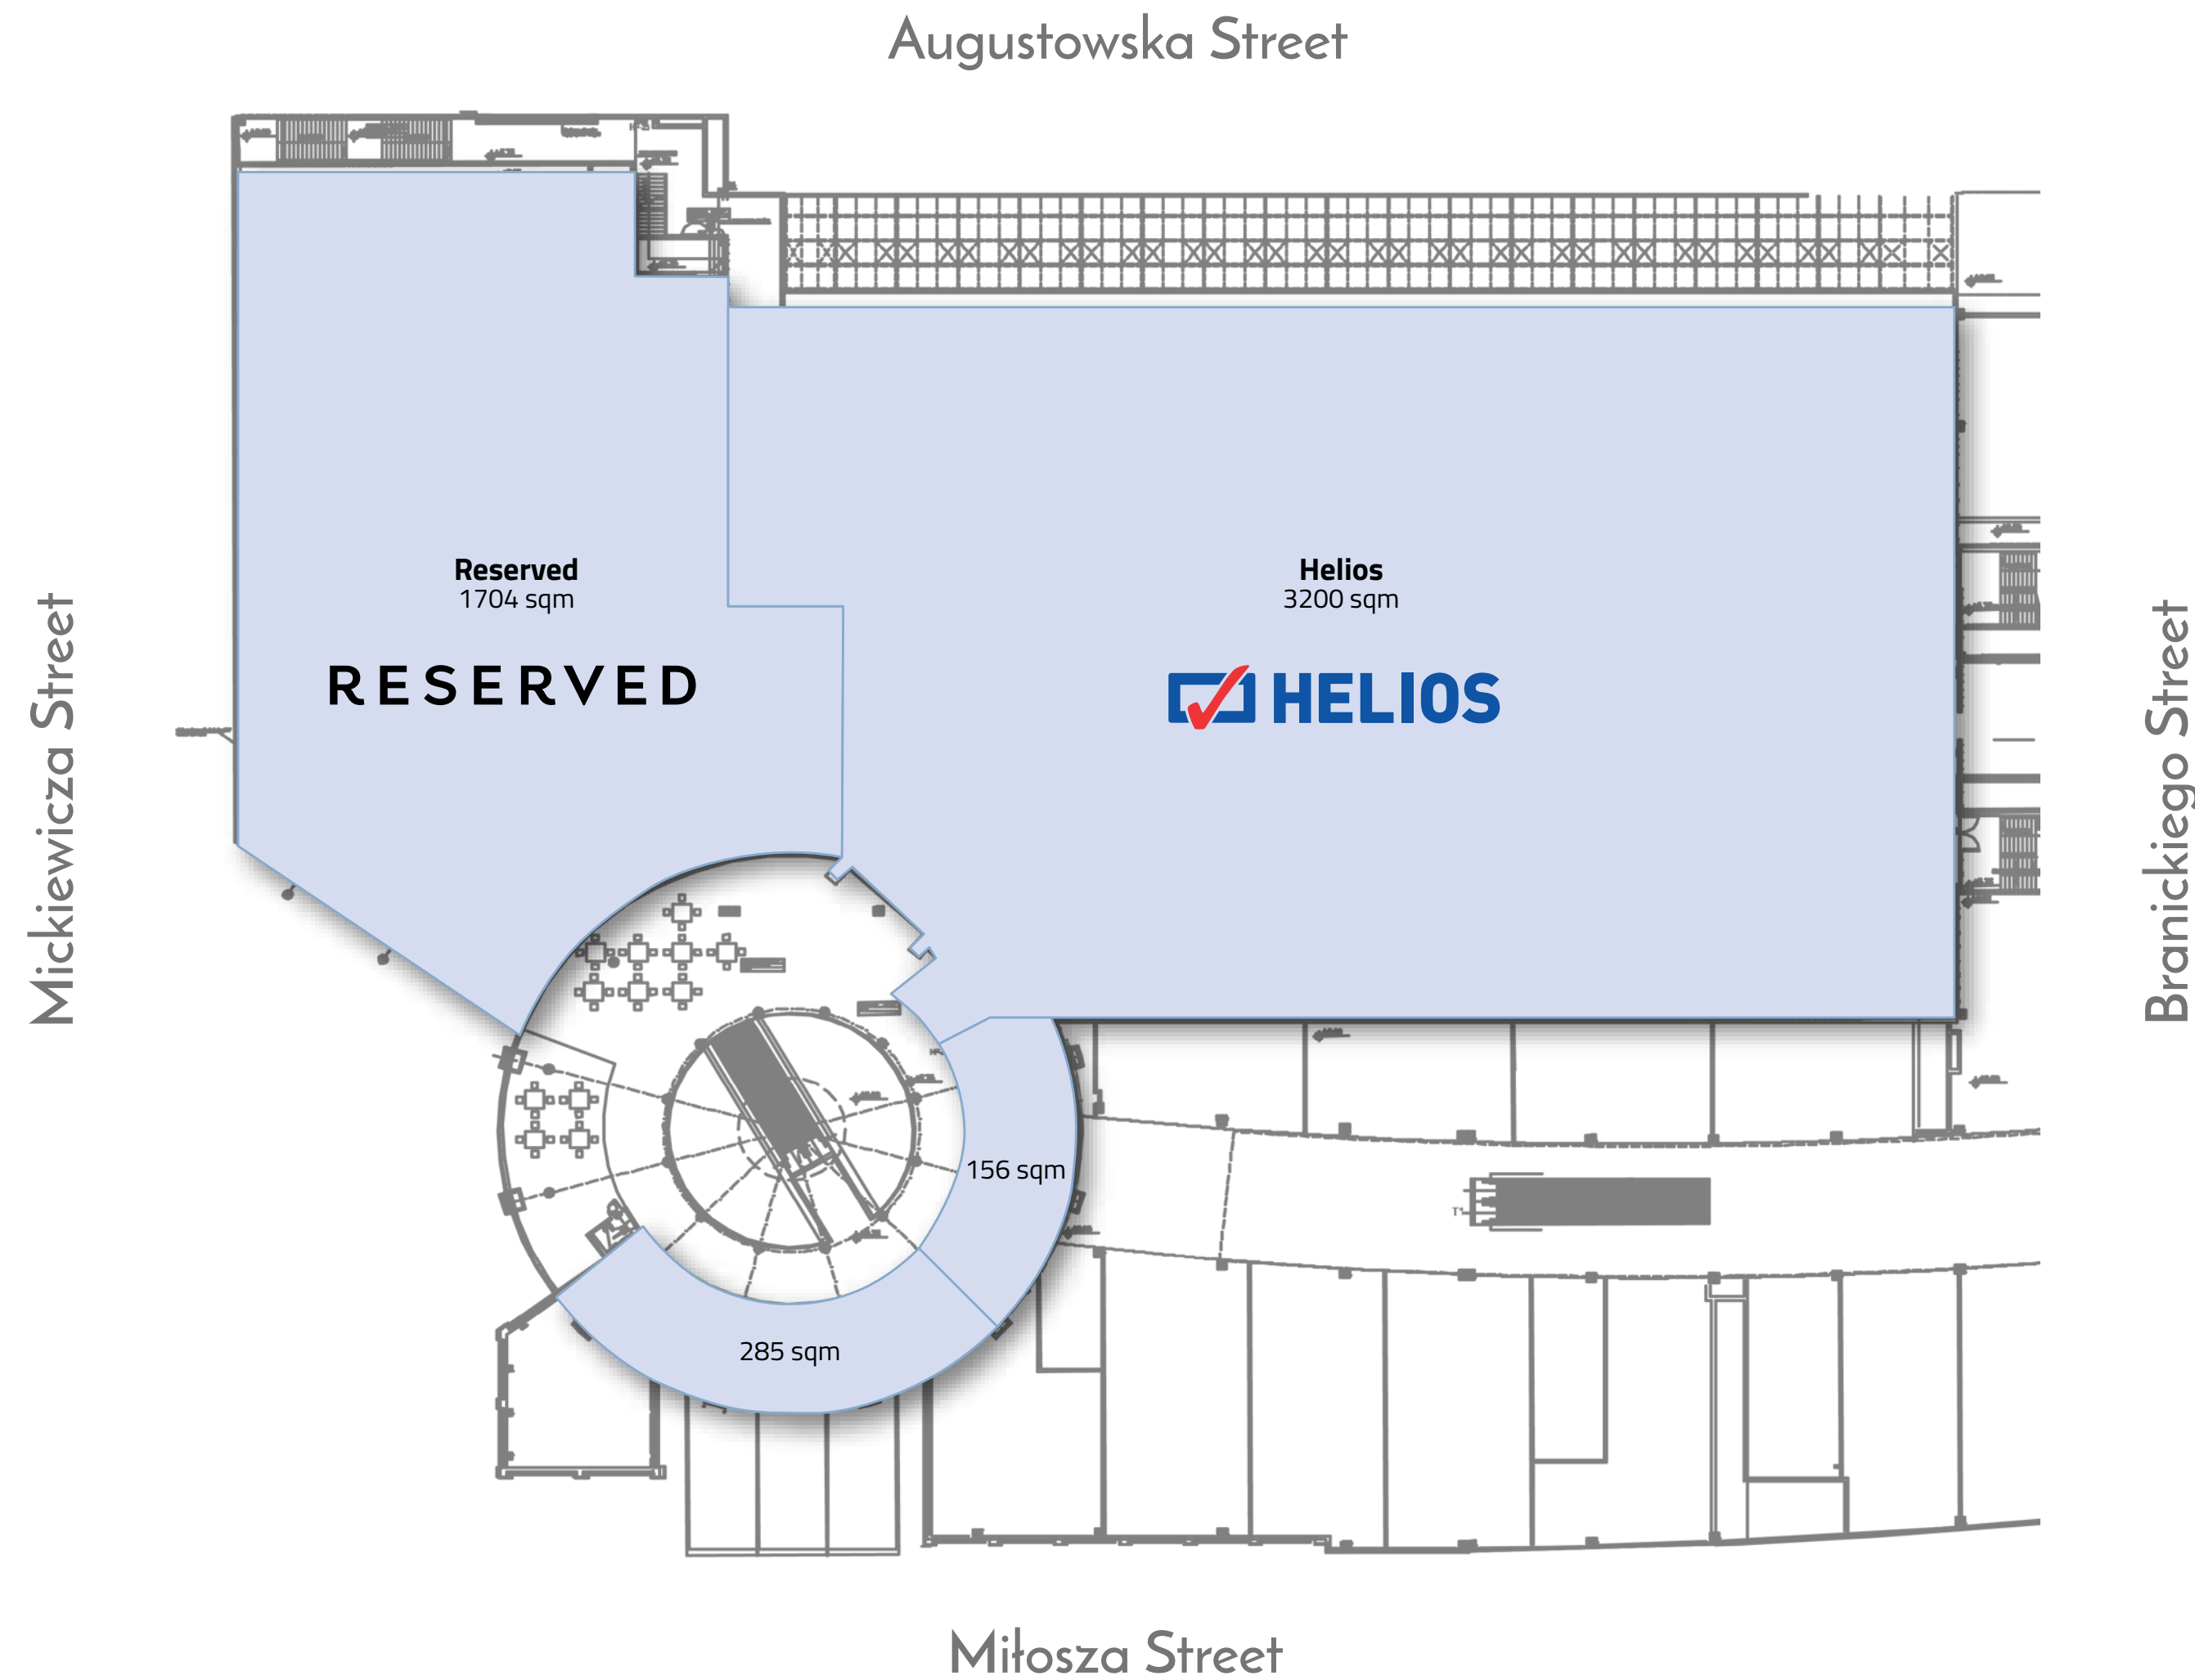 Augustowska Street
Mickiewicza Street
Reserved
1704 sqm
RESERVED
Helios
3200 sqm
HELIOS
Branickiego Street
156 sqm
T1
285 sqm
Miłosza Street